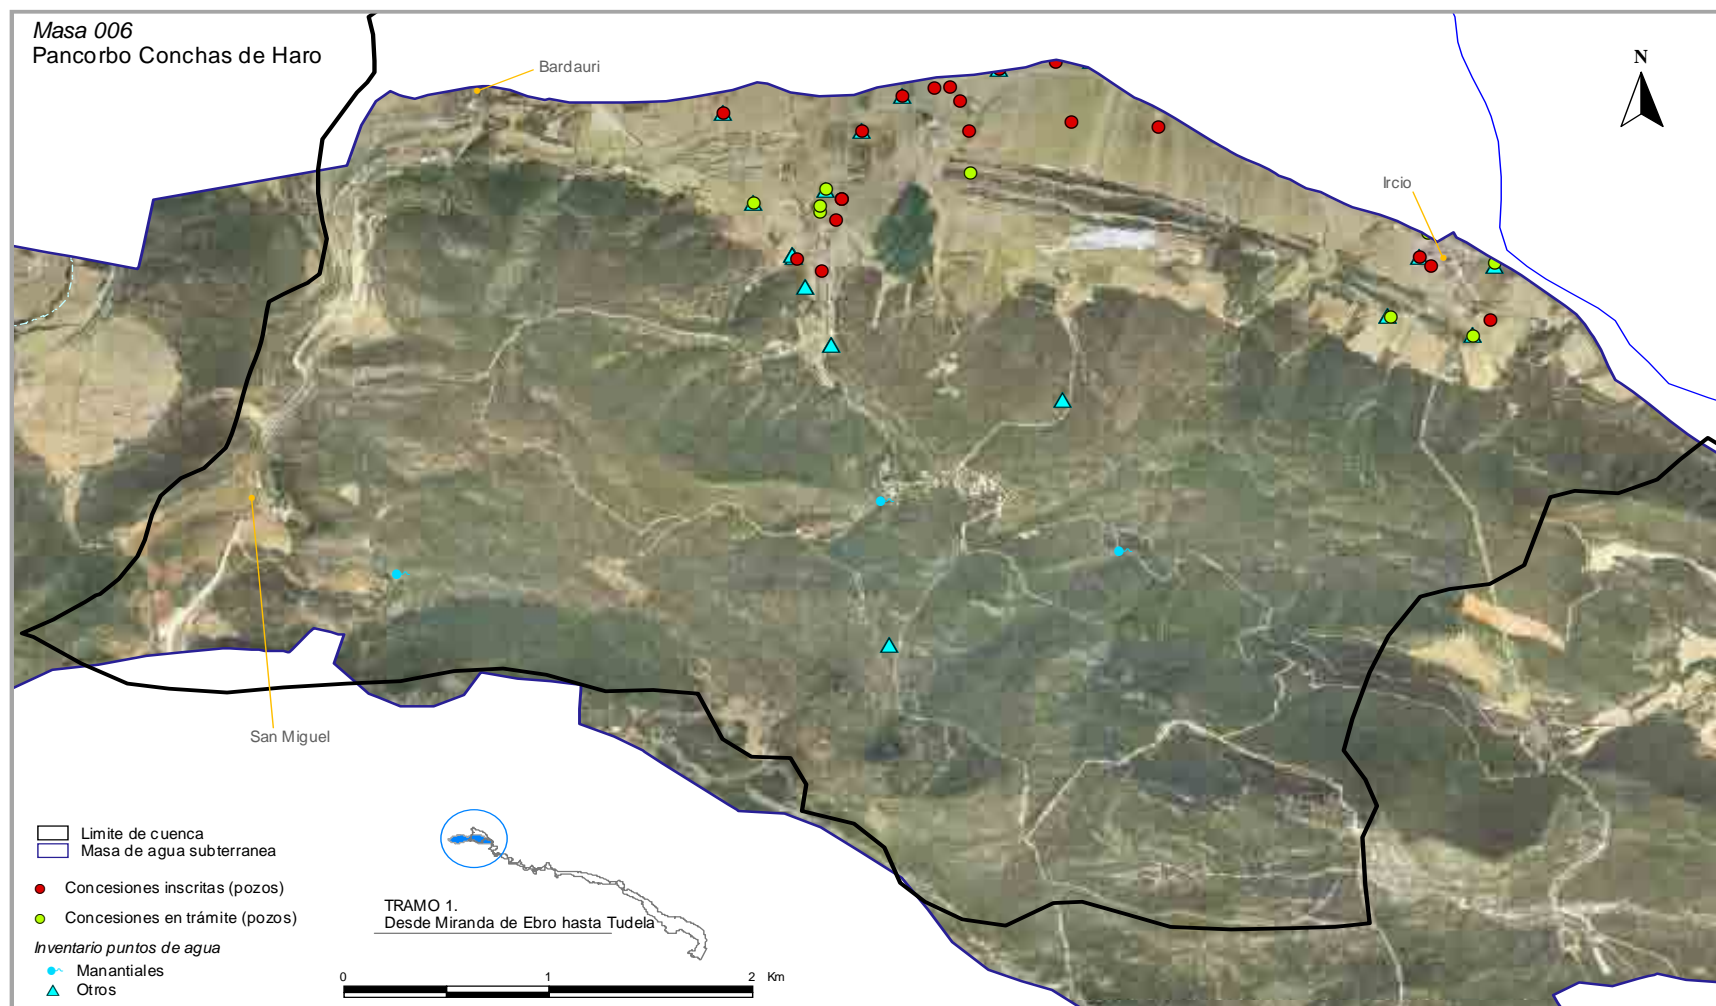 Masa 006
Pancorbo Conchas de Haro
Bardauri
N
Ircio
San Miguel
Limite de cuenca
Masa de agua subterranea
Concesiones inscritas (pozos)
Concesiones en trámite (pozos)
Inventario puntos de agua
Manantiales
Otros
TRAMO 1.
Desde Miranda de Ebro hasta Tudela
0 1 2 Km